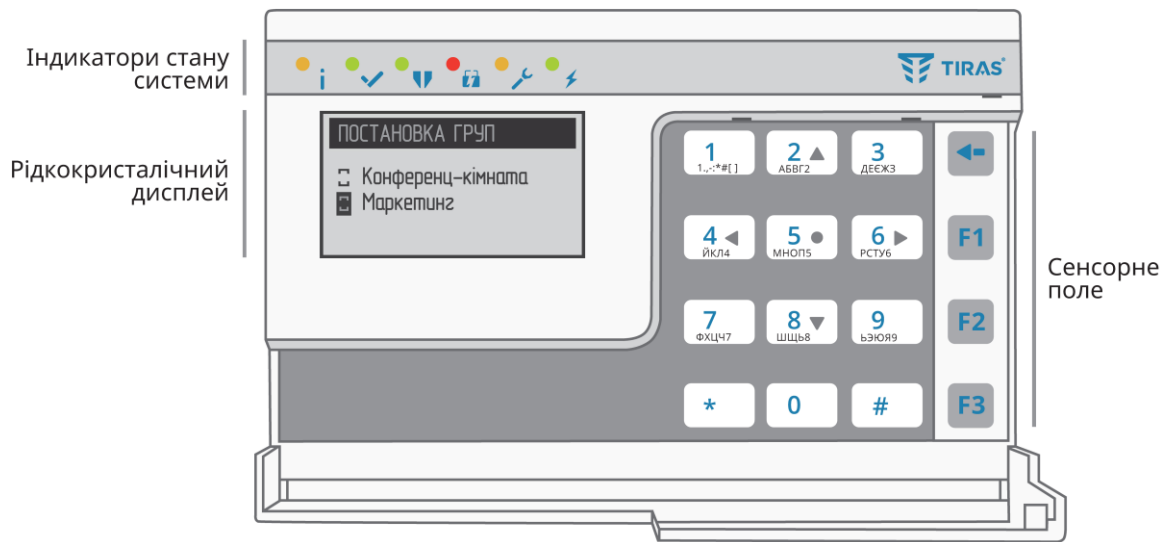 Індикатори стану
системи
TIRAS®
Рідкокристалічний
дисплей
ПОСТАНОВКА ГРУП
Конференц-кімната
Маркетинг
1
1.,-:*#[ ]
2
АБВГ2
3
ДЕЄЖЗ
4
ЙКЛ4
5
МНОП5
6
РСТУ6
F1
7
ФХЦЧ7
8
ШЩЬ8
9
ЬЭЮЯ9
F2
*
0
#
F3
Сенсорне
поле